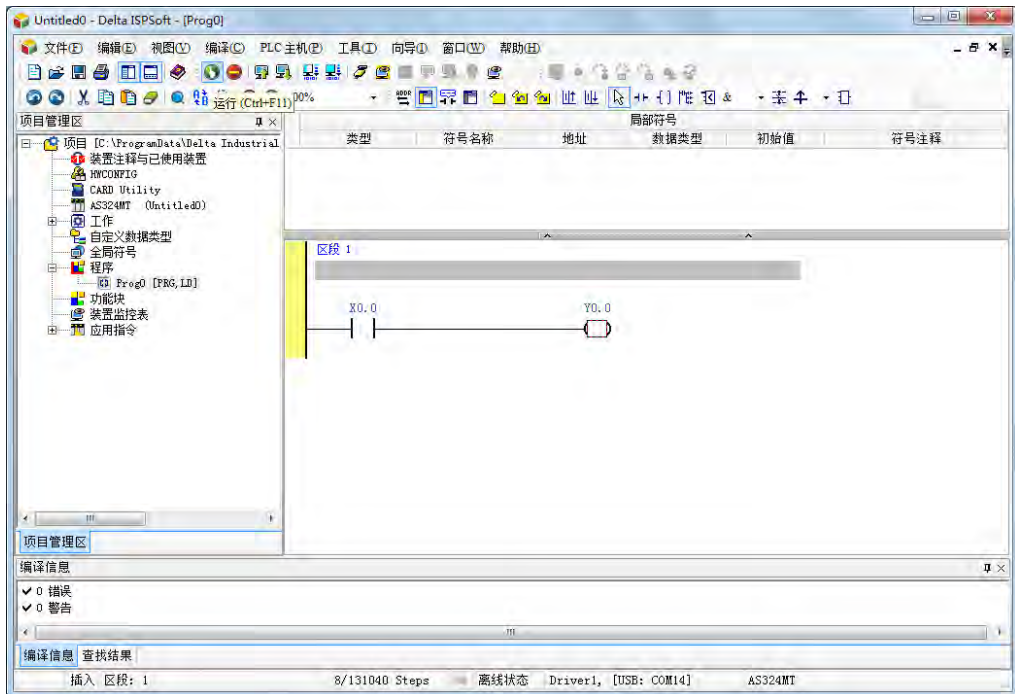 Untitled0 - Delta ISPSoft - [Prog0]
文件(F) 编辑(E) 视图(V) 编译(C) PLC 主机(P) 工具(I) 向导(I) 窗口(W) 帮助(H)
运行 (Ctrl+F11) 00%
项目管理区
项目 [C:\ProgramData\Delta Industrial
装置注释与已使用装置
HWCONFIG
CARD Utility
AS324MT (Untitled0)
工作
自定义数据类型
全局符号
程序
Prog0 [PRG,LD]
功能块
装置监控表
应用指令
项目管理区
局部符号
类型 符号名称 地址 数据类型 初始值 符号注释
区段 1
X0.0 Y0.0
编译信息
0 错误
0 警告
编译信息 查找结果
插入 区段: 1 8/131040 Steps 离线状态 Driver1, [USB: COM14] AS324MT